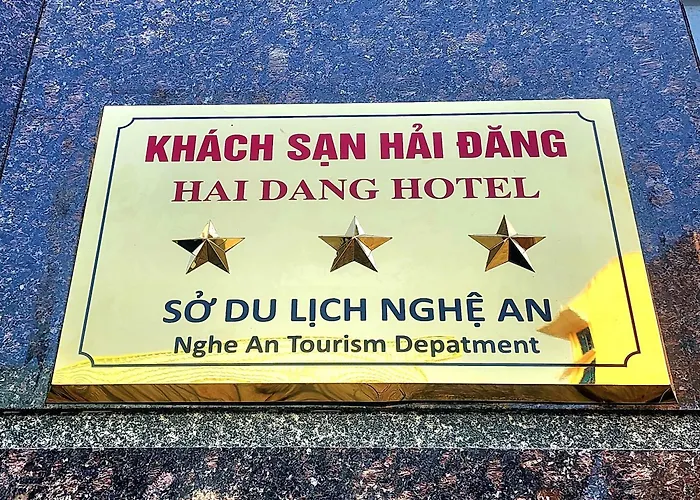 KHÁCH SẠN HẢI ĐĂNG
HAI DANG HOTEL
SỞ DU LỊCH NGHỆ AN
Nghe An Tourism Depatment